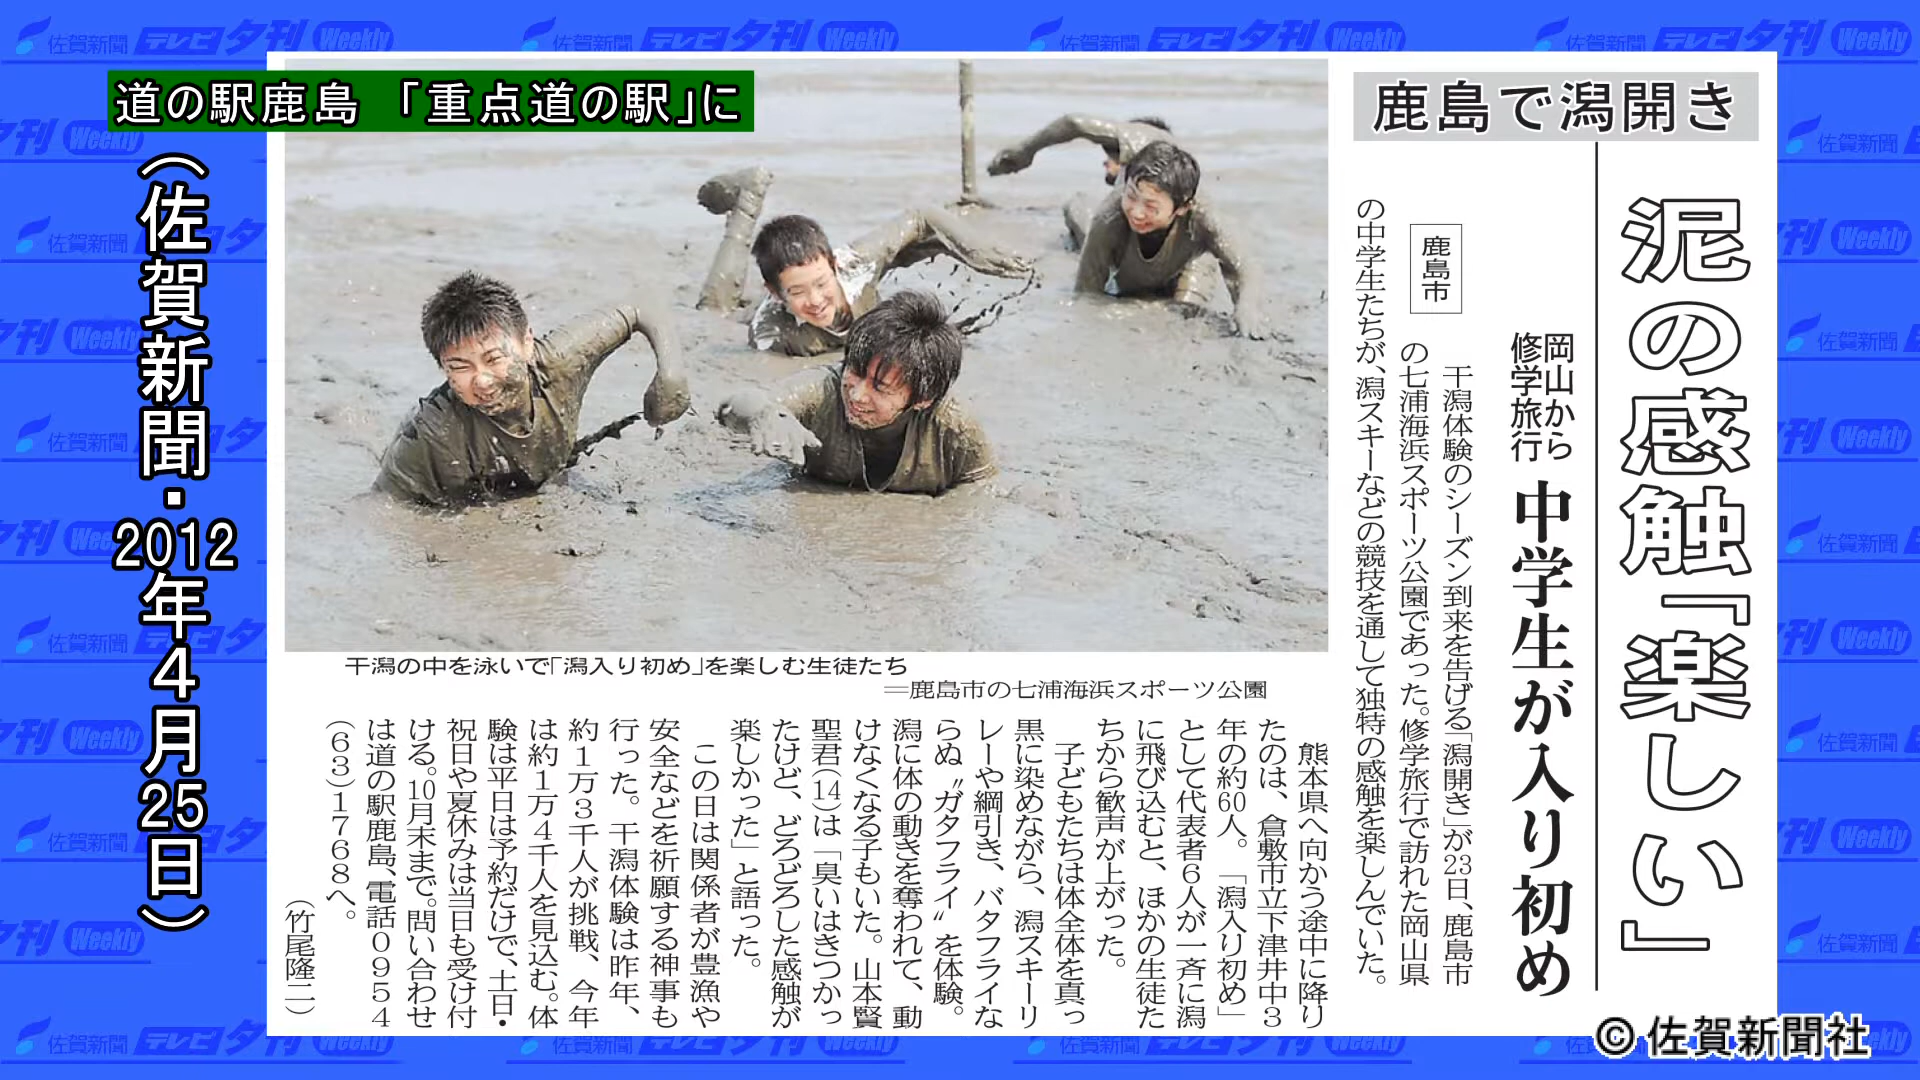 道の駅鹿島 「重点道の駅」に
(佐賀新聞・2012年4月25日)
鹿島で潟開き
泥の感触「楽しい」
岡山から
修学旅行
中学生が入り初め
鹿島市
干潟体験のシーズン到来を告げる「潟開き」が23日、鹿島市
の七浦海浜スポーツ公園であった。修学旅行で訪れた岡山県
の中学生たちが、潟スキーなどの競技を通して独特の感触を楽しんでいた。
干潟の中を泳いで「潟入り初め」を楽しむ生徒たち
=鹿島市の七浦海浜スポーツ公園
熊本県へ向かう途中に降り
たのは、倉敷市立下津井中3
年の約60人。「潟入り初め」
として代表者6人が一斉に潟
に飛び込むと、ほかの生徒た
ちから歓声が上がった。
子どもたちは体全体を真っ
黒に染めながら、潟スキーリ
レーや綱引き、バタフライな
らぬ〝ガタフライ〟を体験。
潟に体の動きを奪われて、動
けなくなる子もいた。山本賢
聖君(14)は「臭いはきつかっ
たけど、どろどろした感触が
楽しかった」と語った。
この日は関係者が豊漁や
安全などを祈願する神事も
行った。干潟体験は昨年、
約1万3千人が挑戦、今年
は約1万4千人を見込む。体
験は平日は予約だけで、土日・
祝日や夏休みは当日も受け付
ける。10月末まで。問い合わせ
は道の駅鹿島、電話0954
(63)1768へ。
(竹尾隆二)
© 佐賀新聞社
佐賀新聞 テレビ夕刊 Weekly